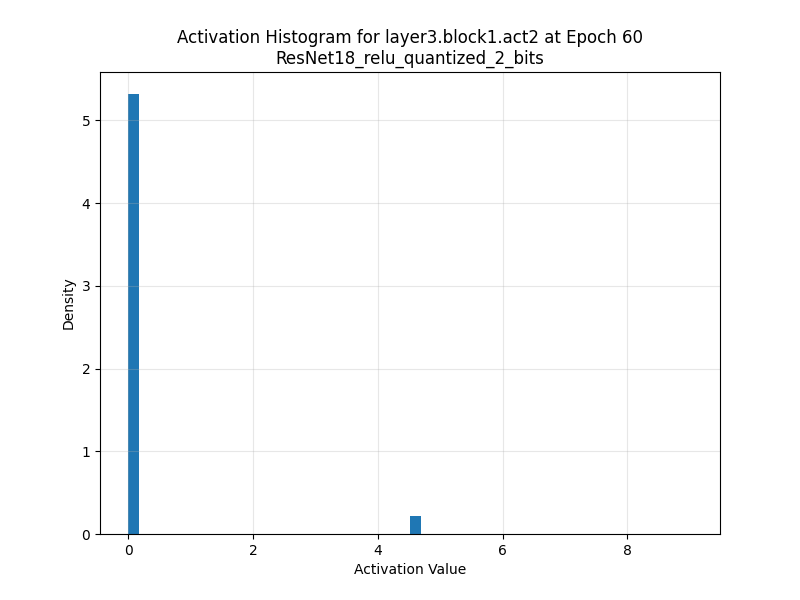 Activation Histogram for layer3.block1.act2 at Epoch 60
ResNet18_relu_quantized_2_bits
5
4
3
2
1
0
Density
0 2 4 6 8
Activation Value